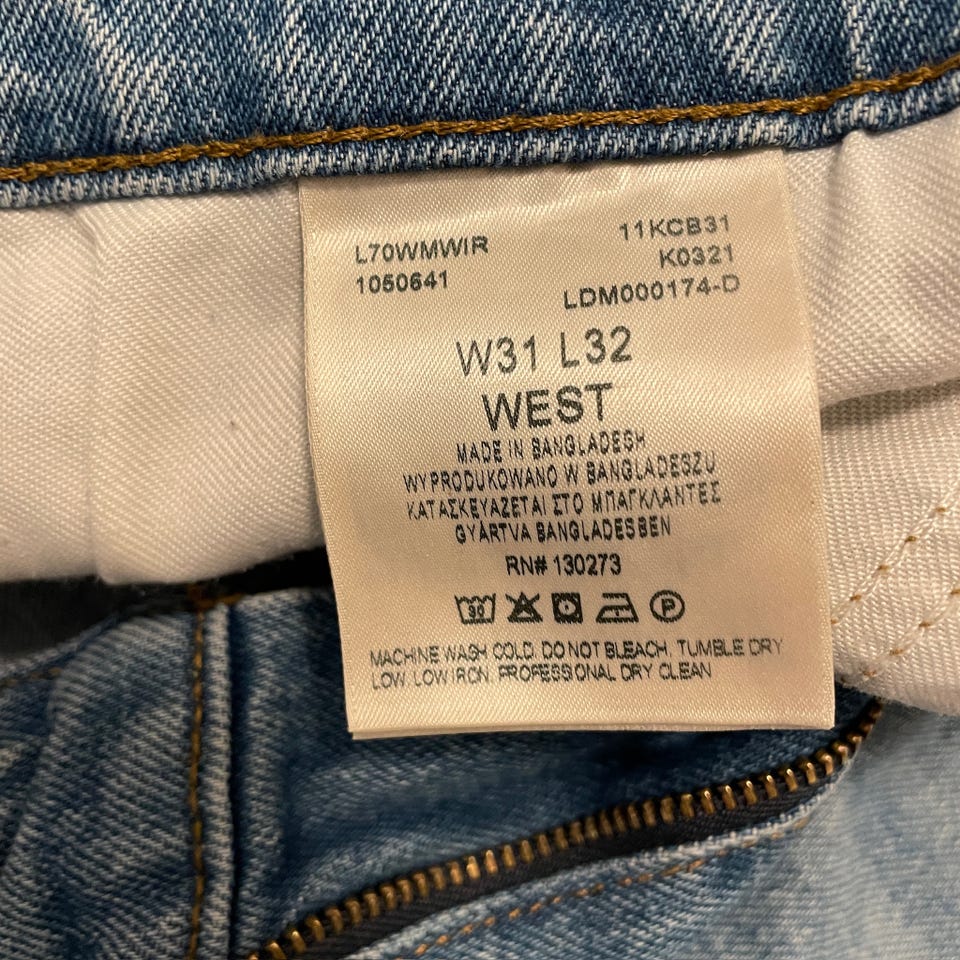 L70WMWIR
1050641
11KCB31
K0321
LDM000174-D
W31 L32
WEST
MADE IN BANGLADESH
WYPRODUKOWANO W BANGLADESZU
ΚΑΤΑΣΚΕΥΑΖΕΤΑΙ ΣΤΟ ΜΠΑΓΚΛΑΝΤΕΣ
GYÁRTVA BANGLADESBEN
RN# 130273
30 P
MACHINE WASH COLD. DO NOT BLEACH, TUMBLE DRY
LOW. LOW IRON. PROFESSIONAL DRY CLEAN